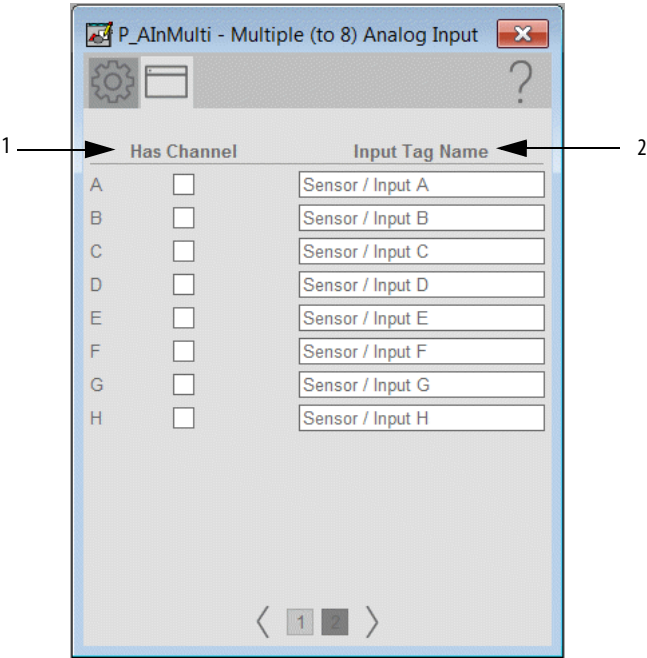 P_AInMulti - Multiple (to 8) Analog Input
?
1 Has Channel Input Tag Name 2
A Sensor / Input A
B Sensor / Input B
C Sensor / Input C
D Sensor / Input D
E Sensor / Input E
F Sensor / Input F
G Sensor / Input G
H Sensor / Input H
1 2